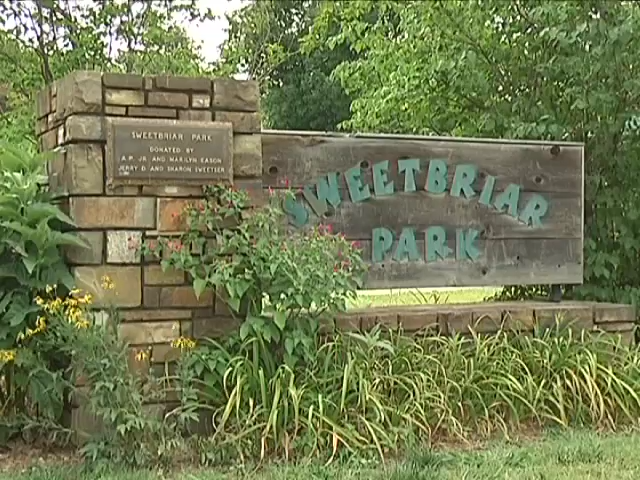 SWEETBRIAR PARK
DONATED BY
A.P. JR. AND MARILYN EASON
JERRY D. AND SHARON SWEETSER
SWEETBRIAR
PARK